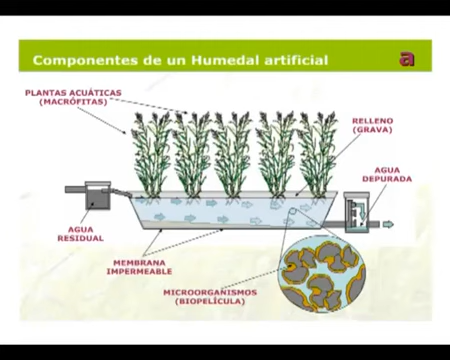 Componentes de un Humedal artificial
a
PLANTAS ACUÁTICAS
(MACRÓFITAS)
RELLENO
(GRAVA)
AGUA
DEPURADA
AGUA
RESIDUAL
MEMBRANA
IMPERMEABLE
MICROORGANISMOS
(BIOPELÍCULA)